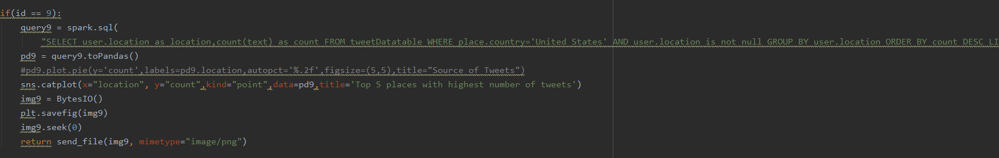 if(id == 9):
query9 = spark.sql(
"SELECT user.location as location,count(text) as count FROM tweetDatatable WHERE place.country='United States' AND user.location is not null GROUP BY user.location ORDER BY count DESC LI
pd9 = query9.toPandas()
#pd9.plot.pie(y='count',labels=pd9.location,autopct='%.2f',figsize=(5,5),title="Source of Tweets")
sns.catplot(x="location", y="count",kind="point",data=pd9,title='Top 5 places with highest number of tweets')
img9 = BytesIO()
plt.savefig(img9)
img9.seek(0)
return send_file(img9, mimetype="image/png")